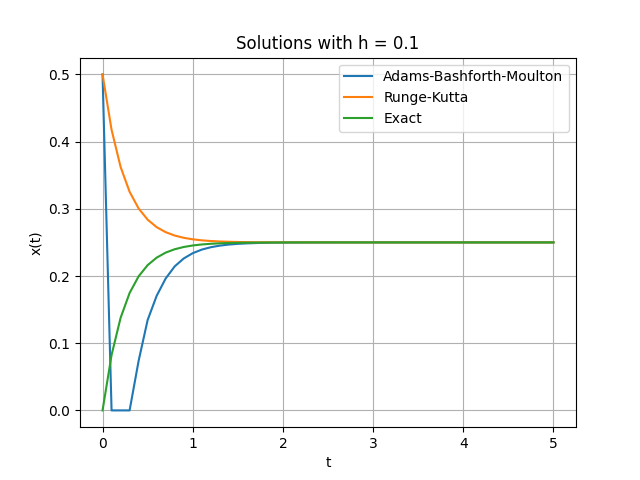 Solutions with h = 0.1
Adams-Bashforth-Moulton
Runge-Kutta
Exact
x(t)
0.5
0.4
0.3
0.2
0.1
0.0
0 1 2 3 4 5
t